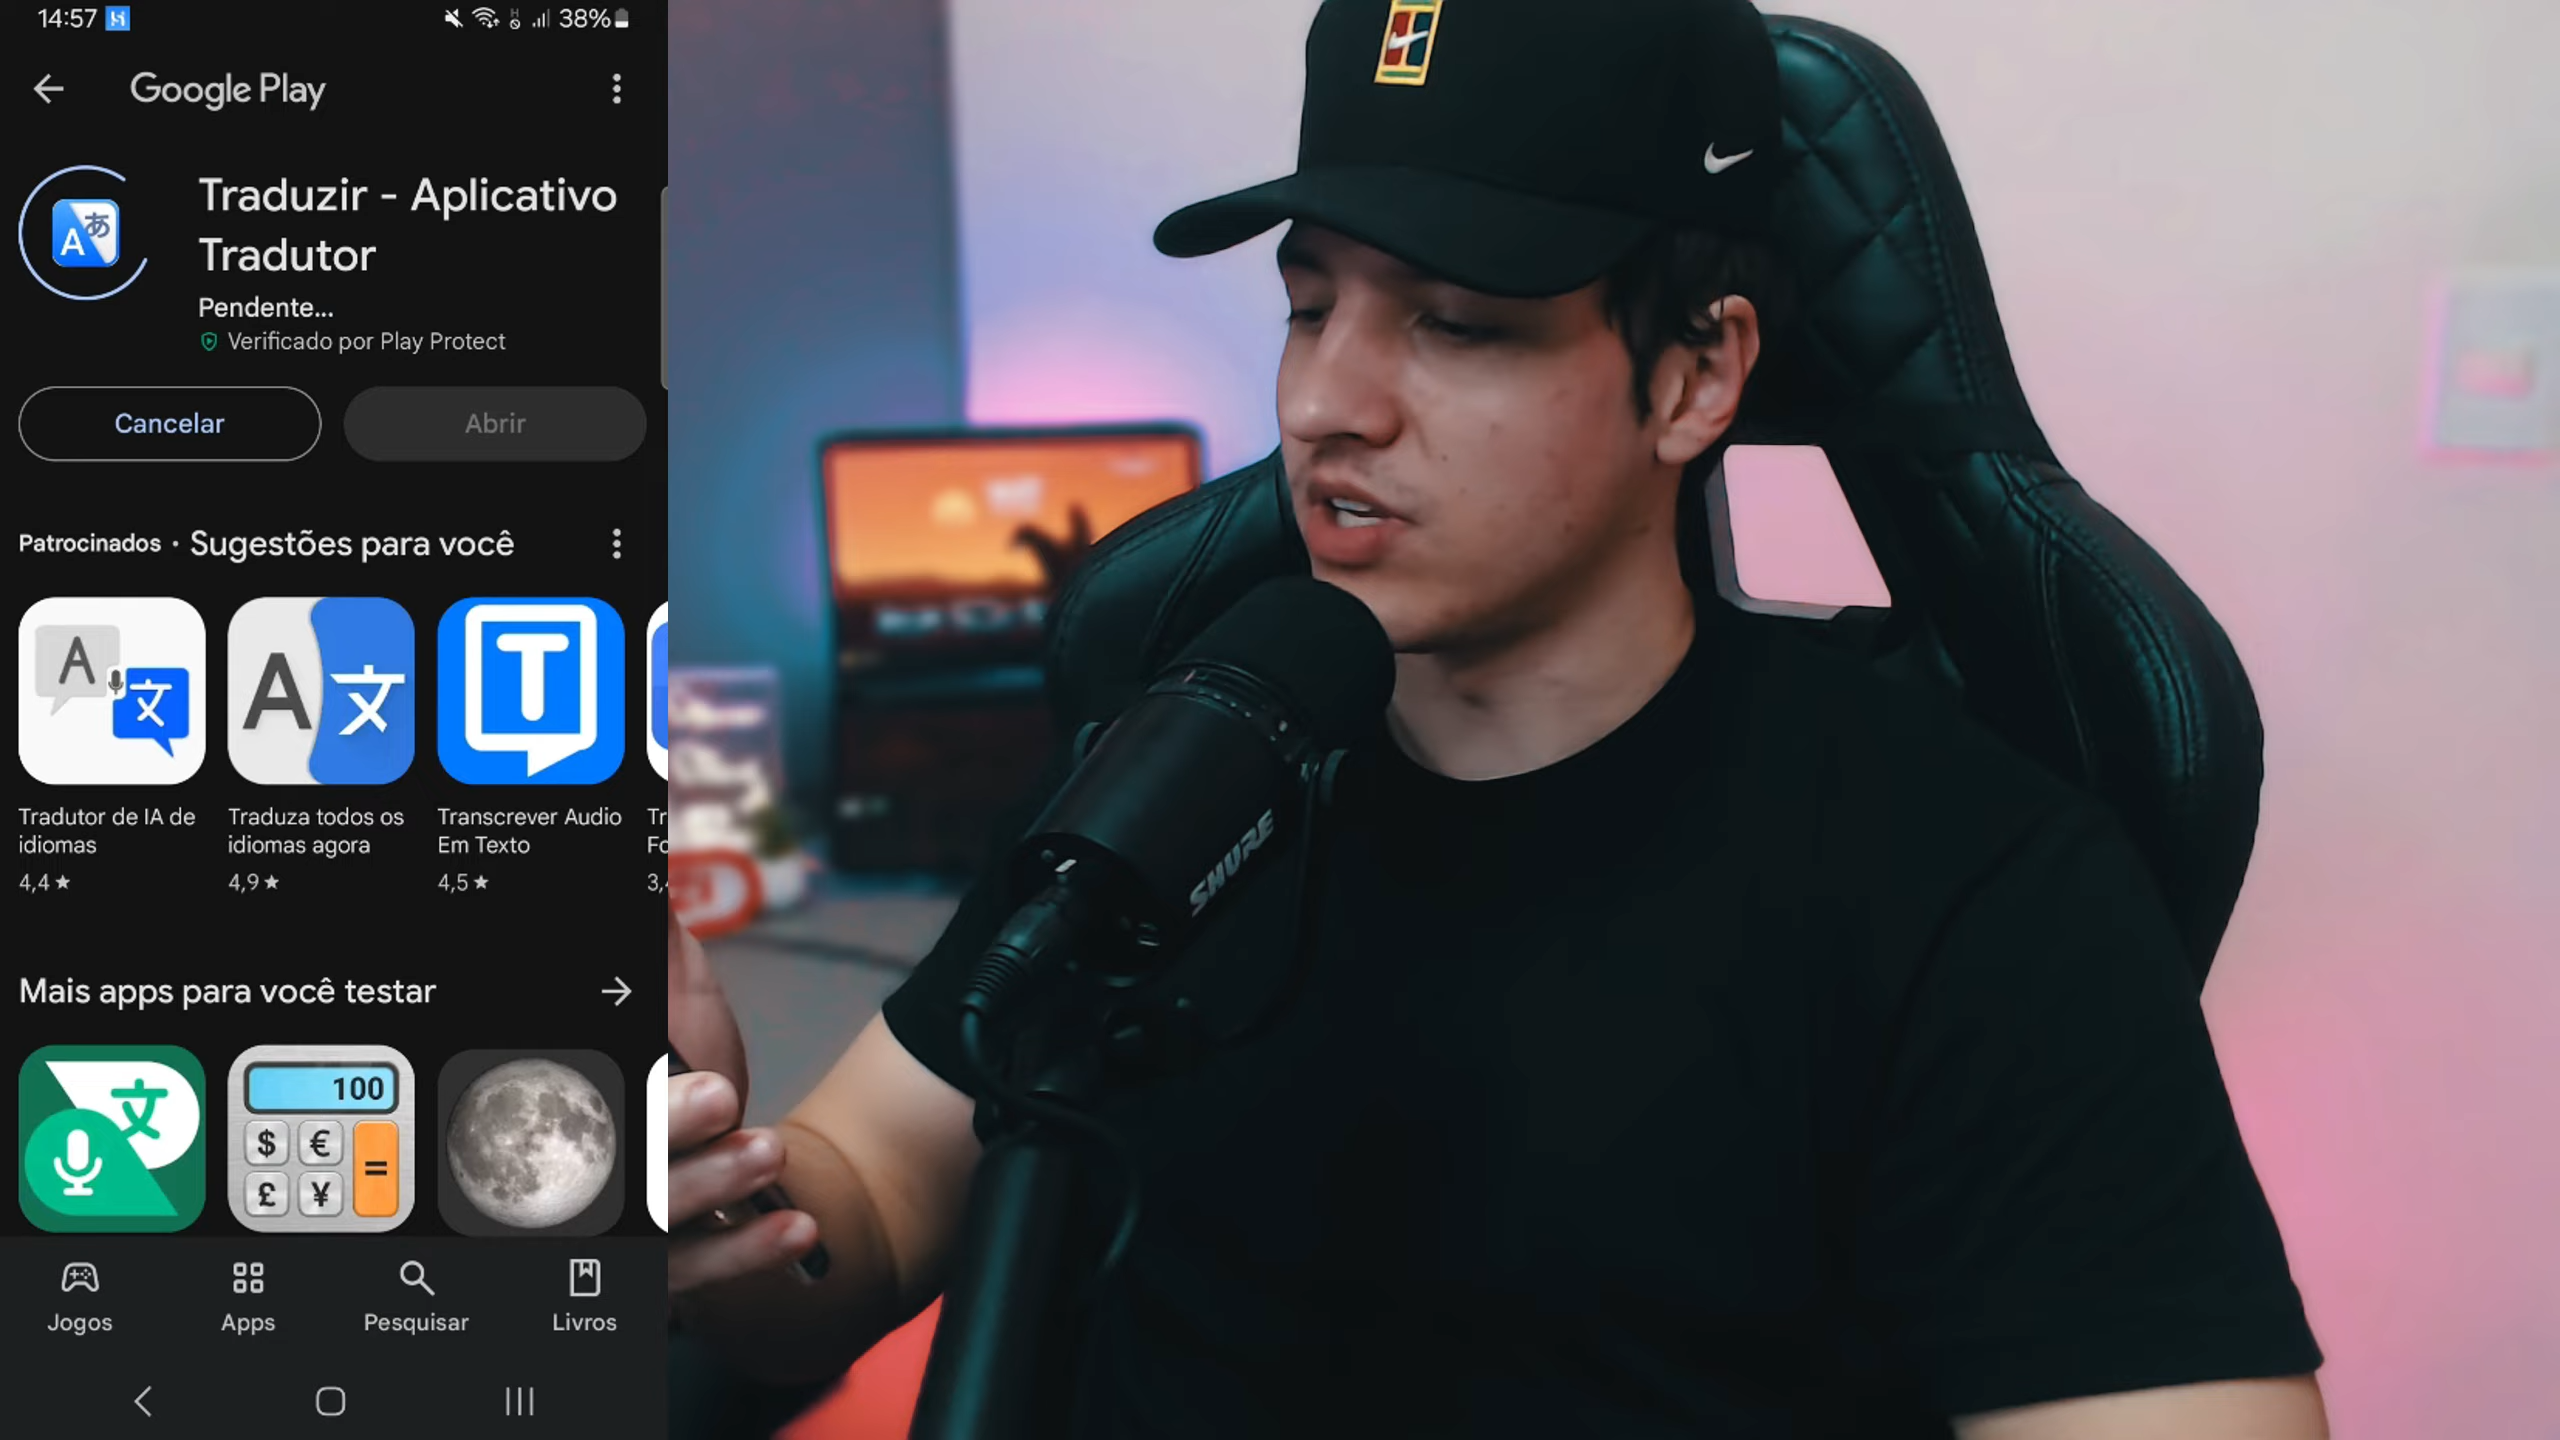 14:57
38%
Google Play
Traduzir - Aplicativo
Tradutor
Pendente...
Verificado por Play Protect
Cancelar
Abrir
Patrocinados • Sugestões para você
Tradutor de IA de
idiomas
4,4 ★
Traduza todos os
idiomas agora
4,9 ★
Transcrever Audio
Em Texto
4,5 ★
Mais apps para você testar
100
$ €
£ ¥ =
Jogos
Apps
Pesquisar
Livros
SHURE